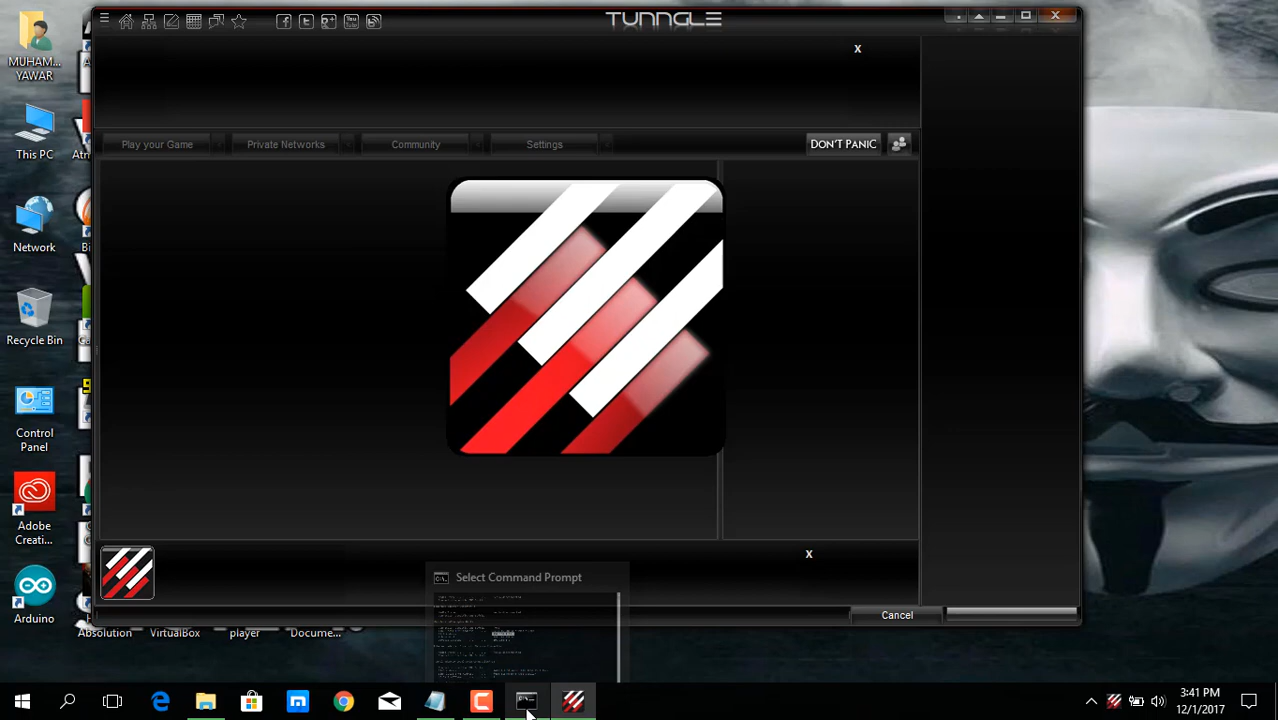 TUNNGLE
X
Play your Game
Private Networks
Community
Settings
DON'T PANIC
MUHAM...
YAWAR
This PC
Network
Recycle Bin
Control
Panel
Adobe
Creati...
Arduino
Absolution
VirtualBox
player
Docume...
X
Select Command Prompt
Cancel
3:41 PM
12/1/2017